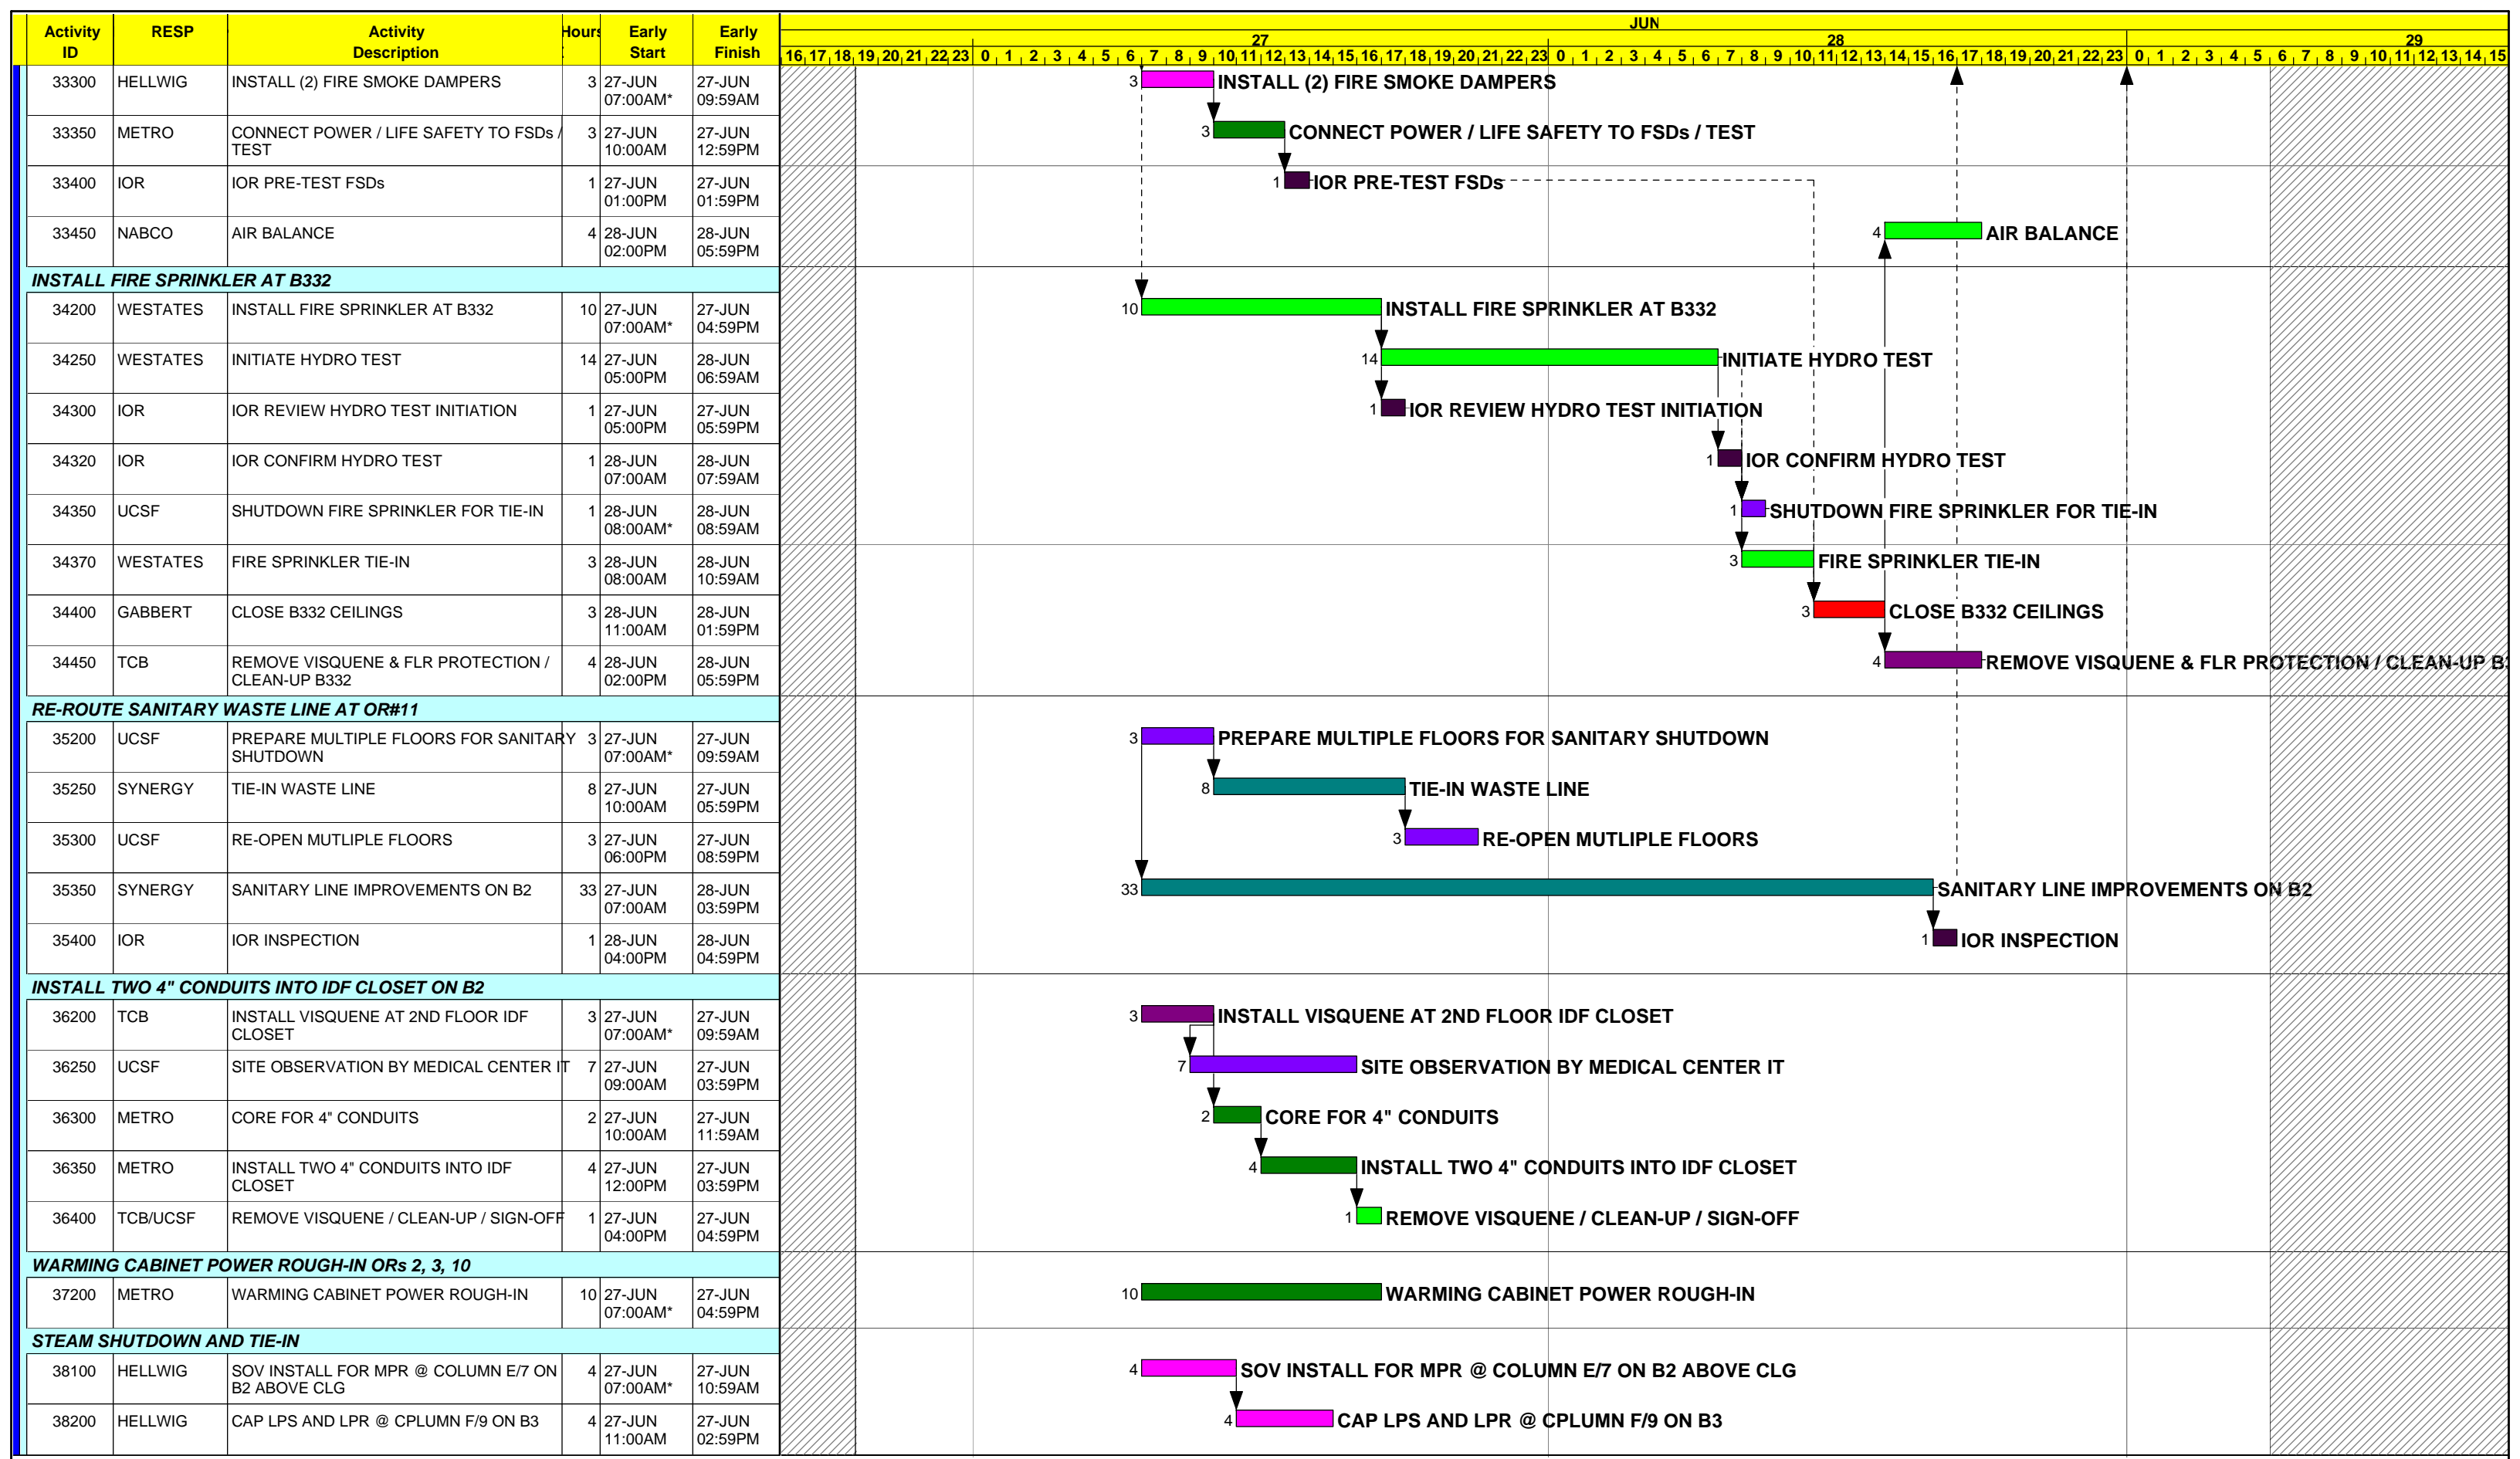 JUN
Activity RESP Activity Hours Early Early
ID Description Start Finish
27 28 29
16 17 18 19 20 21 22 23 0 1 2 3 4 5 6 7 8 9 10 11 12 13 14 15 16 17 18 19 20 21 22 23 0 1 2 3 4 5 6 7 8 9 10 11 12 13 14 15 16 17 18 19 20 21 22 23 0 1 2 3 4 5 6 7 8 9 10 11 12 13 14 15
33300 HELLWIG INSTALL (2) FIRE SMOKE DAMPERS 3 27-JUN 27-JUN 3 INSTALL (2) FIRE SMOKE DAMPERS
07:00AM* 09:59AM
33350 METRO CONNECT POWER / LIFE SAFETY TO FSDs / 3 27-JUN 27-JUN 3 CONNECT POWER / LIFE SAFETY TO FSDs / TEST
TEST 10:00AM 12:59PM
33400 IOR IOR PRE-TEST FSDs 1 27-JUN 27-JUN 1 IOR PRE-TEST FSDs
01:00PM 01:59PM
33450 NABCO AIR BALANCE 4 28-JUN 28-JUN 4 AIR BALANCE
02:00PM 05:59PM
INSTALL FIRE SPRINKLER AT B332
34200 WESTATES INSTALL FIRE SPRINKLER AT B332 10 27-JUN 27-JUN 10 INSTALL FIRE SPRINKLER AT B332
07:00AM* 04:59PM
34250 WESTATES INITIATE HYDRO TEST 14 27-JUN 28-JUN 14 INITIATE HYDRO TEST
05:00PM 06:59AM
34300 IOR IOR REVIEW HYDRO TEST INITIATION 1 27-JUN 27-JUN 1 IOR REVIEW HYDRO TEST INITIATION
05:00PM 05:59PM
34320 IOR IOR CONFIRM HYDRO TEST 1 28-JUN 28-JUN 1 IOR CONFIRM HYDRO TEST
07:00AM 07:59AM
34350 UCSF SHUTDOWN FIRE SPRINKLER FOR TIE-IN 1 28-JUN 28-JUN 1 SHUTDOWN FIRE SPRINKLER FOR TIE-IN
08:00AM* 08:59AM
34370 WESTATES FIRE SPRINKLER TIE-IN 3 28-JUN 28-JUN 3 FIRE SPRINKLER TIE-IN
08:00AM 10:59AM
34400 GABBERT CLOSE B332 CEILINGS 3 28-JUN 28-JUN 3 CLOSE B332 CEILINGS
11:00AM 01:59PM
34450 TCB REMOVE VISQUENE & FLR PROTECTION / 4 28-JUN 28-JUN 4 REMOVE VISQUENE & FLR PROTECTION / CLEAN-UP
CLEAN-UP B332 02:00PM 05:59PM
RE-ROUTE SANITARY WASTE LINE AT OR#11
35200 UCSF PREPARE MULTIPLE FLOORS FOR SANITARY 3 27-JUN 27-JUN 3 PREPARE MULTIPLE FLOORS FOR SANITARY SHUTDOWN
SHUTDOWN 07:00AM* 09:59AM
35250 SYNERGY TIE-IN WASTE LINE 8 27-JUN 27-JUN 8 TIE-IN WASTE LINE
10:00AM 05:59PM
35300 UCSF RE-OPEN MUTLIPLE FLOORS 3 27-JUN 27-JUN 3 RE-OPEN MUTLIPLE FLOORS
06:00PM 08:59PM
35350 SYNERGY SANITARY LINE IMPROVEMENTS ON B2 33 27-JUN 28-JUN 33 SANITARY LINE IMPROVEMENTS ON B2
07:00AM 03:59PM
35400 IOR IOR INSPECTION 1 28-JUN 28-JUN 1 IOR INSPECTION
04:00PM 04:59PM
INSTALL TWO 4" CONDUITS INTO IDF CLOSET ON B2
36200 TCB INSTALL VISQUENE AT 2ND FLOOR IDF 3 27-JUN 27-JUN 3 INSTALL VISQUENE AT 2ND FLOOR IDF CLOSET
CLOSET 07:00AM* 09:59AM
36250 UCSF SITE OBSERVATION BY MEDICAL CENTER IT 7 27-JUN 27-JUN 7 SITE OBSERVATION BY MEDICAL CENTER IT
09:00AM 03:59PM
36300 METRO CORE FOR 4" CONDUITS 2 27-JUN 27-JUN 2 CORE FOR 4" CONDUITS
10:00AM 11:59AM
36350 METRO INSTALL TWO 4" CONDUITS INTO IDF 4 27-JUN 27-JUN 4 INSTALL TWO 4" CONDUITS INTO IDF CLOSET
CLOSET 12:00PM 03:59PM
36400 TCB/UCSF REMOVE VISQUENE / CLEAN-UP / SIGN-OFF 1 27-JUN 27-JUN 1 REMOVE VISQUENE / CLEAN-UP / SIGN-OFF
04:00PM 04:59PM
WARMING CABINET POWER ROUGH-IN ORs 2, 3, 10
37200 METRO WARMING CABINET POWER ROUGH-IN 10 27-JUN 27-JUN 10 WARMING CABINET POWER ROUGH-IN
07:00AM* 04:59PM
STEAM SHUTDOWN AND TIE-IN
38100 HELLWIG SOV INSTALL FOR MPR @ COLUMN E/7 ON 4 27-JUN 27-JUN 4 SOV INSTALL FOR MPR @ COLUMN E/7 ON B2 ABOVE CLG
B2 ABOVE CLG 07:00AM* 10:59AM
38200 HELLWIG CAP LPS AND LPR @ CPLUMN F/9 ON B3 4 27-JUN 27-JUN 4 CAP LPS AND LPR @ CPLUMN F/9 ON B3
11:00AM 02:59PM